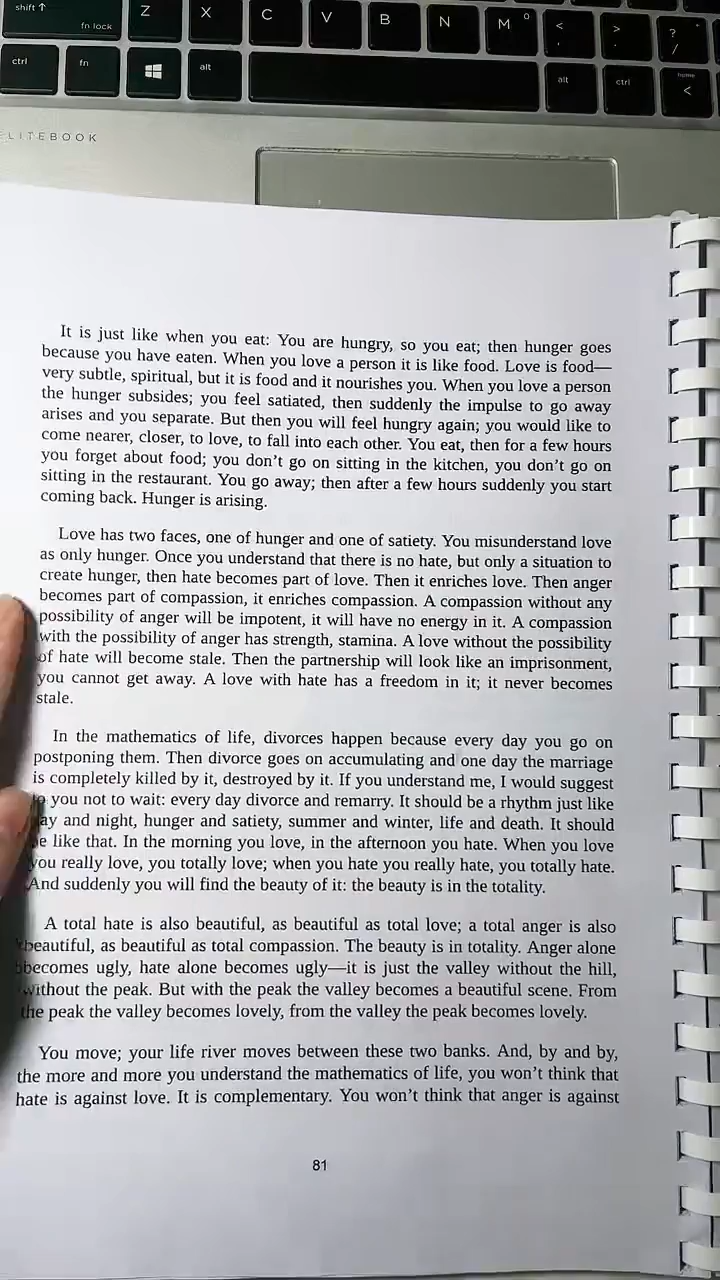 shift ↑
fn lock
Z X C V B N M < > ?
, . /
ctrl fn alt alt ctrl home
<
ELITEBOOK
It is just like when you eat: You are hungry, so you eat; then hunger goes
because you have eaten. When you love a person it is like food. Love is food—
very subtle, spiritual, but it is food and it nourishes you. When you love a person
the hunger subsides; you feel satiated, then suddenly the impulse to go away
arises and you separate. But then you will feel hungry again; you would like to
come nearer, closer, to love, to fall into each other. You eat, then for a few hours
you forget about food; you don't go on sitting in the kitchen, you don't go on
sitting in the restaurant. You go away; then after a few hours suddenly you start
coming back. Hunger is arising.
Love has two faces, one of hunger and one of satiety. You misunderstand love
as only hunger. Once you understand that there is no hate, but only a situation to
create hunger, then hate becomes part of love. Then it enriches love. Then anger
becomes part of compassion, it enriches compassion. A compassion without any
possibility of anger will be impotent, it will have no energy in it. A compassion
with the possibility of anger has strength, stamina. A love without the possibility
of hate will become stale. Then the partnership will look like an imprisonment,
you cannot get away. A love with hate has a freedom in it; it never becomes
stale.
In the mathematics of life, divorces happen because every day you go on
postponing them. Then divorce goes on accumulating and one day the marriage
is completely killed by it, destroyed by it. If you understand me, I would suggest
to you not to wait: every day divorce and remarry. It should be a rhythm just like
day and night, hunger and satiety, summer and winter, life and death. It should
be like that. In the morning you love, in the afternoon you hate. When you love
you really love, you totally love; when you hate you really hate, you totally hate.
And suddenly you will find the beauty of it: the beauty is in the totality.
A total hate is also beautiful, as beautiful as total love; a total anger is also
beautiful, as beautiful as total compassion. The beauty is in totality. Anger alone
becomes ugly, hate alone becomes ugly—it is just the valley without the hill,
without the peak. But with the peak the valley becomes a beautiful scene. From
the peak the valley becomes lovely, from the valley the peak becomes lovely.
You move; your life river moves between these two banks. And, by and by,
the more and more you understand the mathematics of life, you won't think that
hate is against love. It is complementary. You won't think that anger is against
81